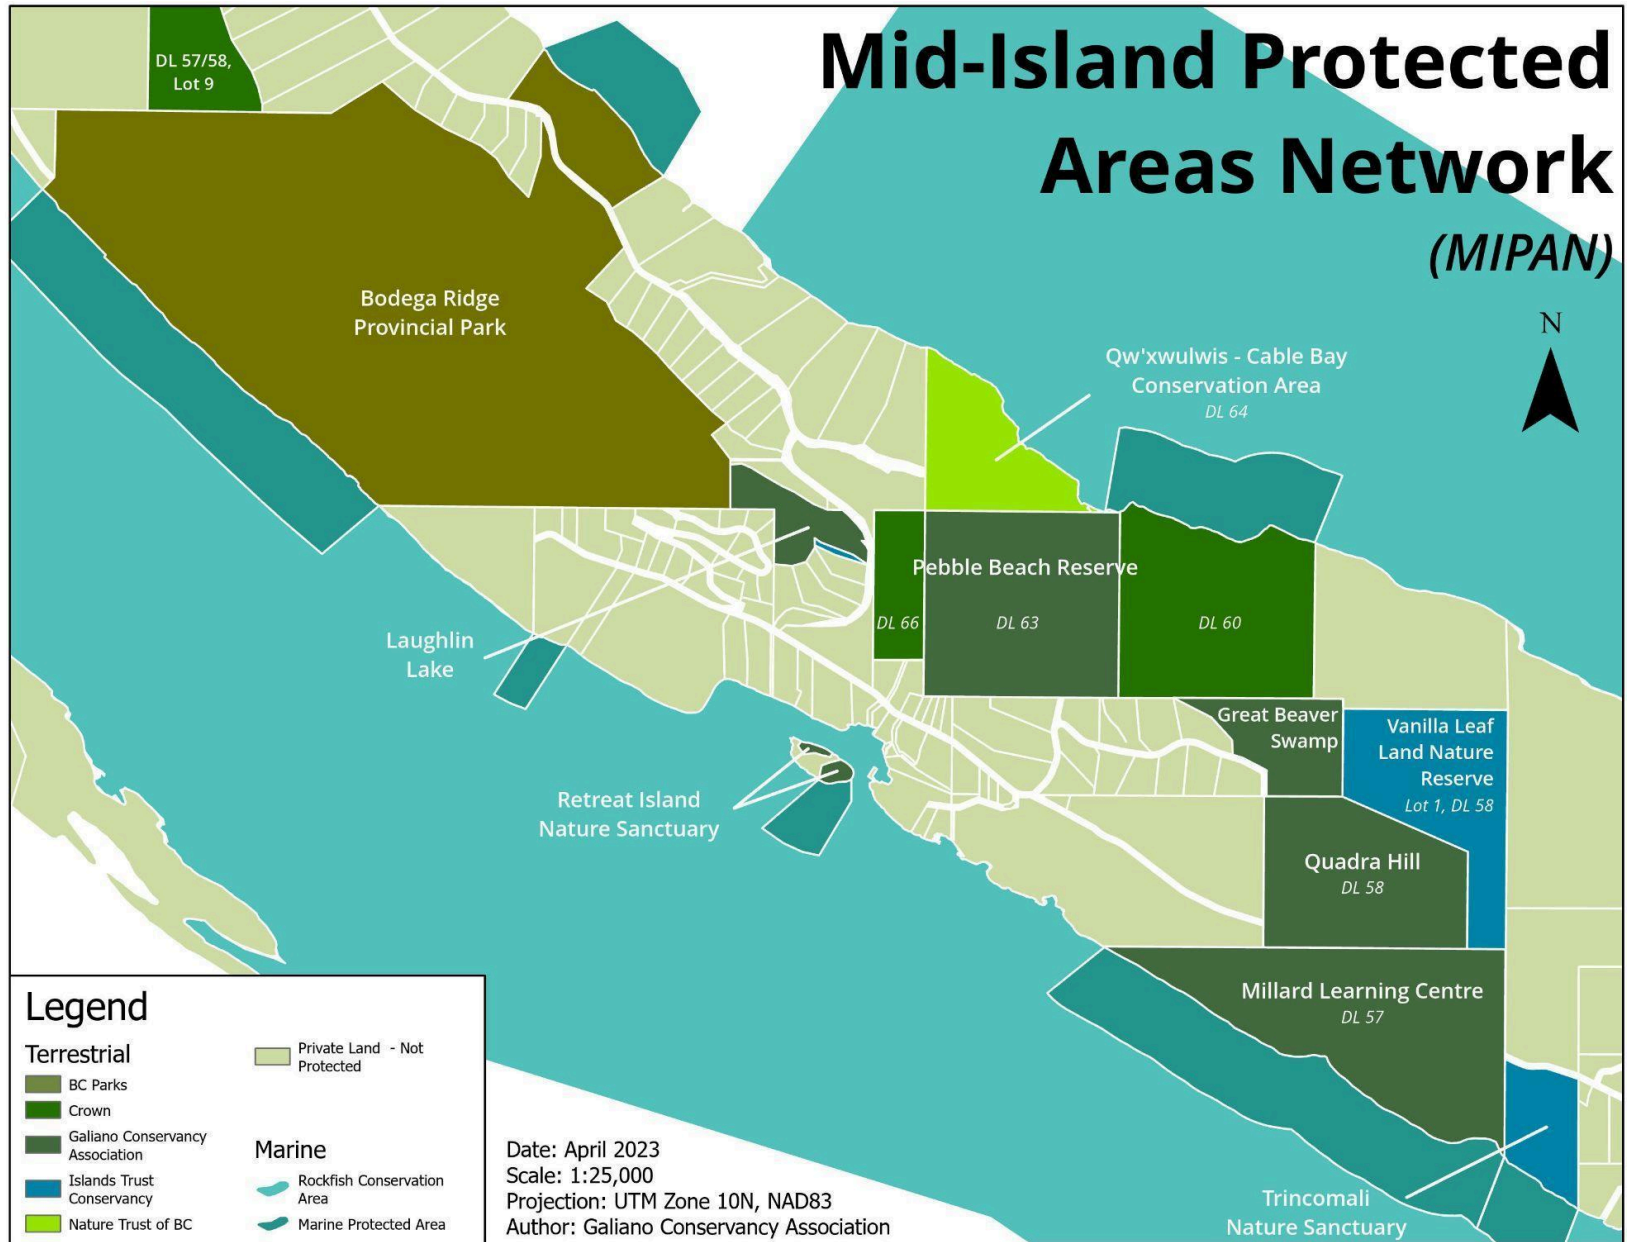 Mid-Island Protected
Areas Network
(MIPAN)
N
DL 57/58,
Lot 9
Bodega Ridge
Provincial Park
Qw'xwulwis - Cable Bay
Conservation Area
DL 64
Pebble Beach Reserve
DL 66
DL 63
DL 60
Laughlin
Lake
Great Beaver
Swamp
Vanilla Leaf
Land Nature
Reserve
Lot 1, DL 58
Retreat Island
Nature Sanctuary
Quadra Hill
DL 58
Millard Learning Centre
DL 57
Trincomali
Nature Sanctuary
Legend
Terrestrial
BC Parks
Crown
Galiano Conservancy
Association
Islands Trust
Conservancy
Nature Trust of BC
Private Land - Not
Protected
Marine
Rockfish Conservation
Area
Marine Protected Area
Date: April 2023
Scale: 1:25,000
Projection: UTM Zone 10N, NAD83
Author: Galiano Conservancy Association